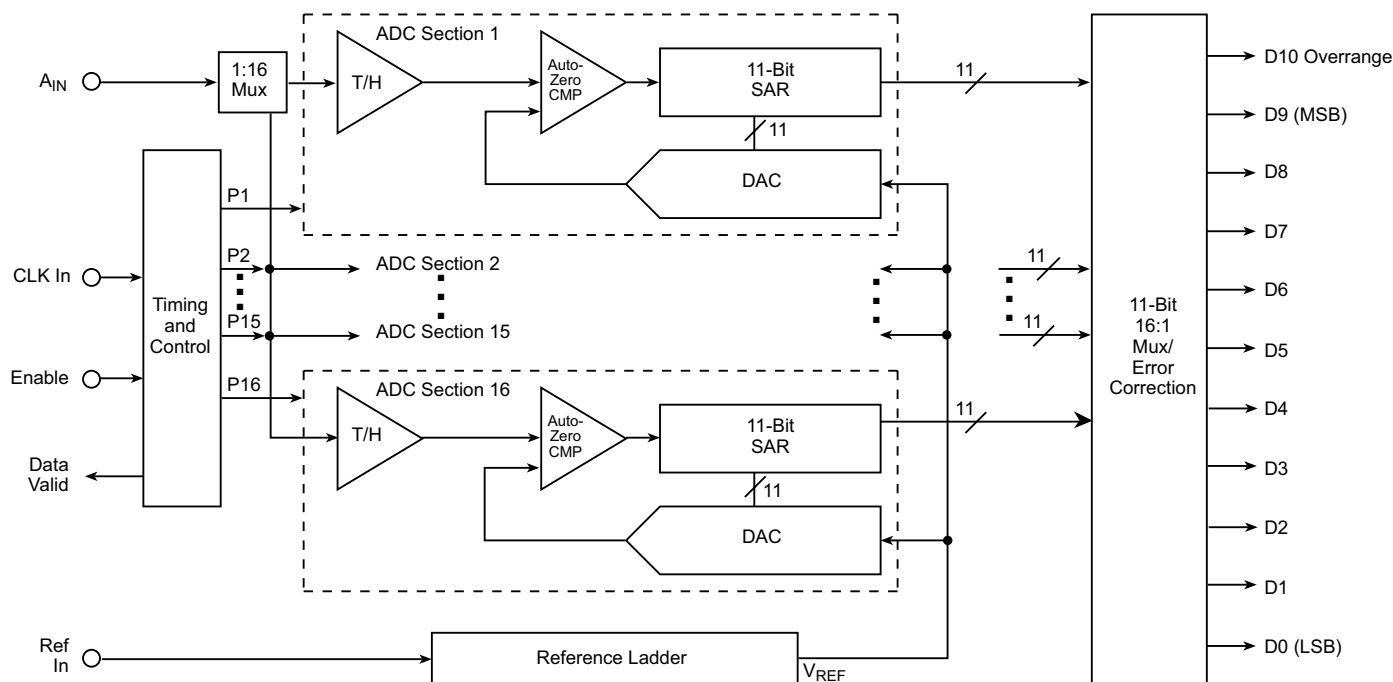 ADC Section 1
D10 Overrange
A_IN
1:16
Mux
T/H
Auto-
Zero
CMP
11-Bit
SAR
11
D9 (MSB)
11
DAC
D8
P1
D7
CLK In
P2
ADC Section 2
11
D6
Timing
and
Control
P15
ADC Section 15
11
11-Bit
16:1
Mux/
Error
Correction
D5
Enable
P16
ADC Section 16
D4
T/H
Auto-
Zero
CMP
11-Bit
SAR
11
Data
Valid
11
D3
DAC
D2
D1
Ref
In
Reference Ladder
V_REF
D0 (LSB)